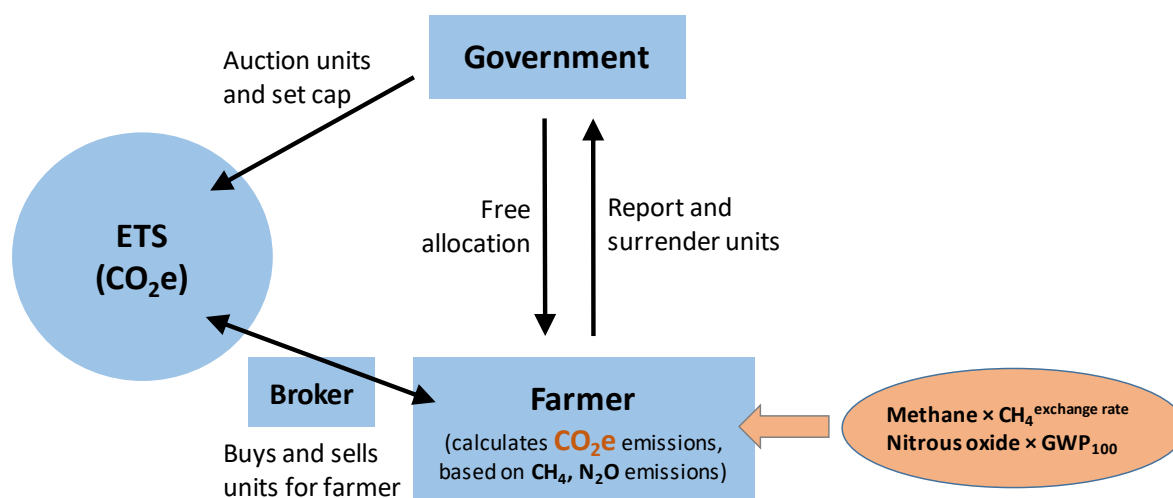 Government
Auction units
and set cap
ETS
(CO₂e)
Free
allocation
Report and
surrender units
Broker
Buys and sells
units for farmer
Farmer
(calculates CO₂e emissions,
based on CH₄, N₂O emissions)
Methane × CH₄ᵉˣᶜʰᵃⁿᵍᵉ ʳᵃᵗᵉ
Nitrous oxide × GWP₁₀₀